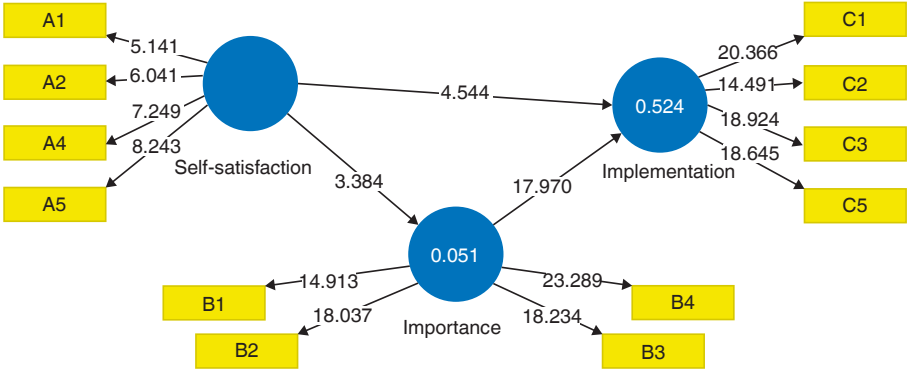 A1
A2
A4
A5
5.141
6.041
7.249
8.243
Self-satisfaction
4.544
3.384
17.970
0.524
Implementation
20.366
14.491
18.924
18.645
C1
C2
C3
C5
0.051
Importance
14.913
18.037
23.289
18.234
B1
B2
B4
B3